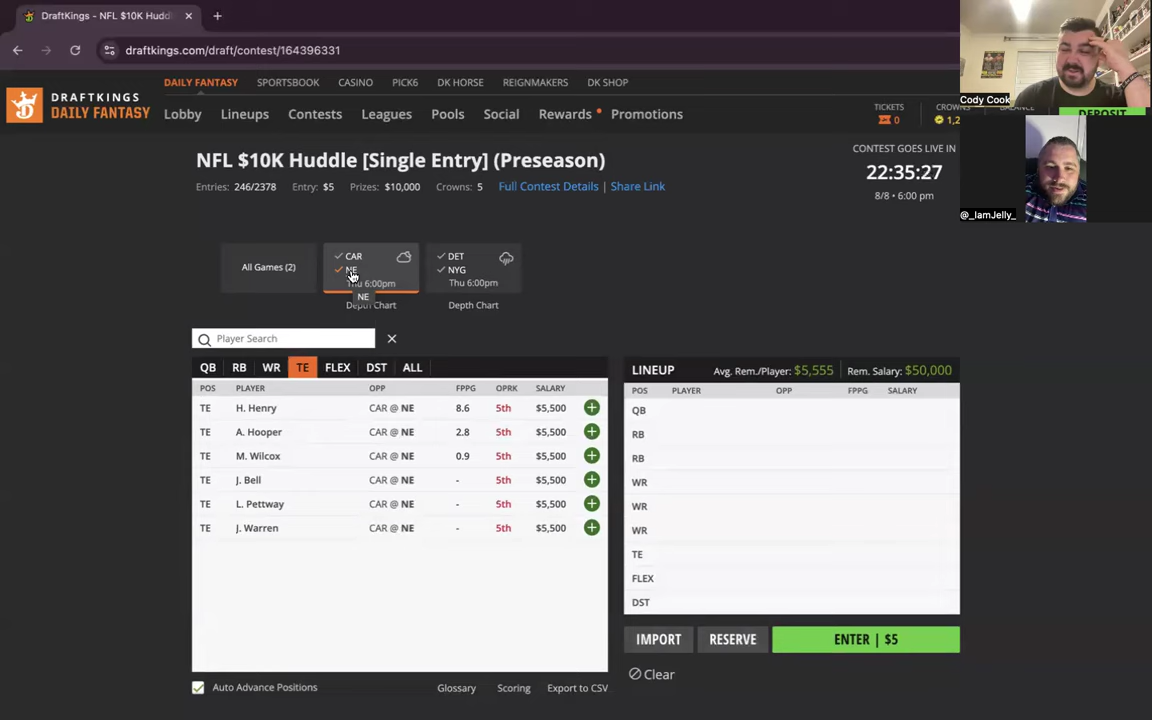 DraftKings - NFL $10K Hudd
draftkings.com/draft/contest/164396331
DAILY FANTASY SPORTSBOOK CASINO PICK6 DK HORSE REIGNMAKERS DK SHOP
DRAFTKINGS
DAILY FANTASY
Lobby Lineups Contests Leagues Pools Social Rewards Promotions
TICKETS
0
1,2
DEPOSIT
Cody Cook
@_IamJelly_
NFL $10K Huddle [Single Entry] (Preseason)
Entries: 246/2378 Entry: $5 Prizes: $10,000 Crowns: 5 Full Contest Details | Share Link
CONTEST GOES LIVE IN
22:35:27
8/8 • 6:00 pm
All Games (2)
CAR
NE
Thu 6:00pm
NE
Depth Chart
DET
NYG
Thu 6:00pm
Depth Chart
Player Search
QB RB WR TE FLEX DST ALL
POS PLAYER OPP FPPG OPRK SALARY
TE H. Henry CAR @ NE 8.6 5th $5,500
TE A. Hooper CAR @ NE 2.8 5th $5,500
TE M. Wilcox CAR @ NE 0.9 5th $5,500
TE J. Bell CAR @ NE - 5th $5,500
TE L. Pettway CAR @ NE - 5th $5,500
TE J. Warren CAR @ NE - 5th $5,500
Auto Advance Positions Glossary Scoring Export to CSV
LINEUP Avg. Rem./Player: $5,555 Rem. Salary: $50,000
POS PLAYER OPP FPPG SALARY
QB
RB
RB
WR
WR
WR
TE
FLEX
DST
IMPORT RESERVE ENTER | $5
Clear